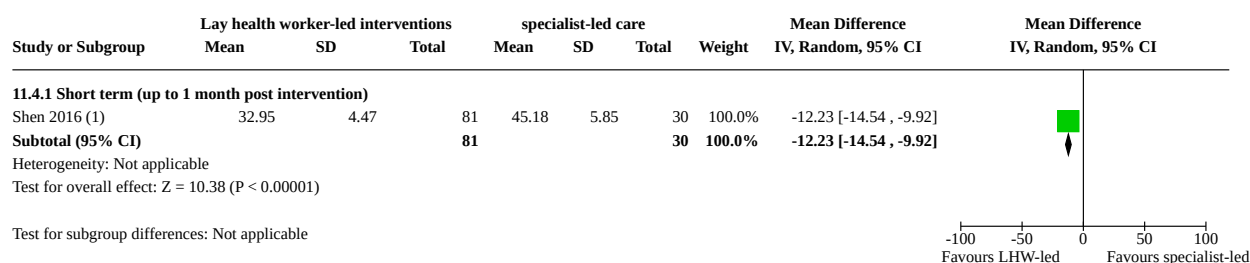 Lay health worker-led interventions specialist-led care Mean Difference Mean Difference
Study or Subgroup Mean SD Total Mean SD Total Weight IV, Random, 95% CI IV, Random, 95% CI
11.4.1 Short term (up to 1 month post intervention)
Shen 2016 (1) 32.95 4.47 81 45.18 5.85 30 100.0% -12.23 [-14.54 , -9.92]
Subtotal (95% CI) 81 30 100.0% -12.23 [-14.54 , -9.92]
Heterogeneity: Not applicable
Test for overall effect: Z = 10.38 (P < 0.00001)
Test for subgroup differences: Not applicable
-100 -50 0 50 100
Favours LHW-led Favours specialist-led